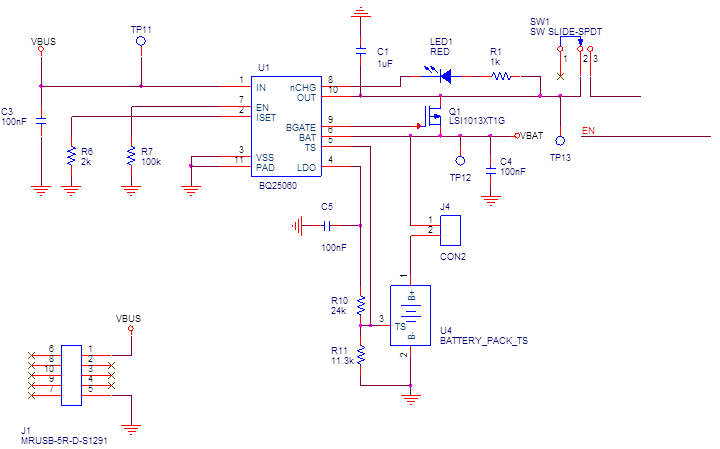 TP11
VBUS
C1
1uF
LED1
RED
R1
1k
SW1
SW SLIDE-SPDT
1 2 3
U1
1 IN
nCHG 8
OUT 10
7 EN
2 ISET
BGATE 9
BAT 6
TS 5
3 VSS
11 PAD
LDO 4
BQ25060
C3
100nF
R6
2k
R7
100k
Q1
LSI1013XT1G
VBAT
EN
TP13
TP12
C4
100nF
C5
100nF
J4
1
2
CON2
R10
24k
R11
11.3k
1
B+
3 TS
B-
2
U4
BATTERY_PACK_TS
VBUS
6 1
8 2
10 3
9 4
7 5
J1
MRUSB-5R-D-S1291